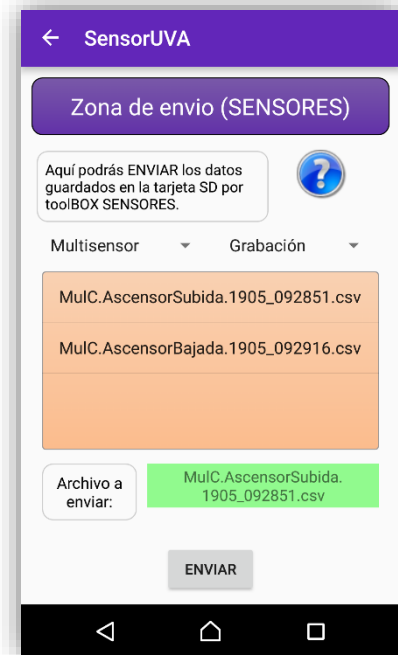 SensorUVA
Zona de envio (SENSORES)
Aquí podrás ENVIAR los datos
guardados en la tarjeta SD por
toolBOX SENSORES.
?
Multisensor
Grabación
MulC.AscensorSubida.1905_092851.csv
MulC.AscensorBajada.1905_092916.csv
Archivo a
enviar:
MulC.AscensorSubida.
1905_092851.csv
ENVIAR